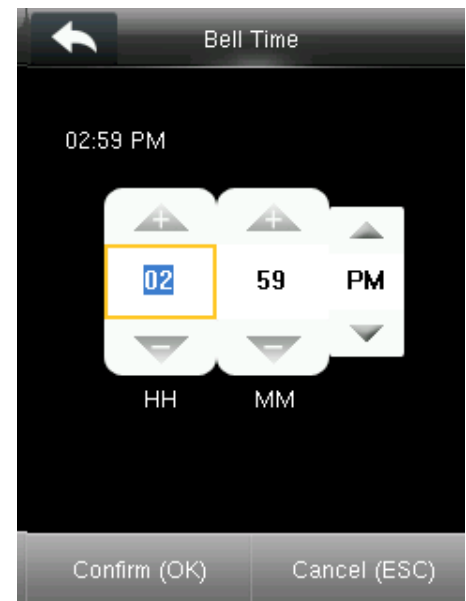 Bell Time
02:59 PM
02 59 PM
HH MM
Confirm (OK) Cancel (ESC)